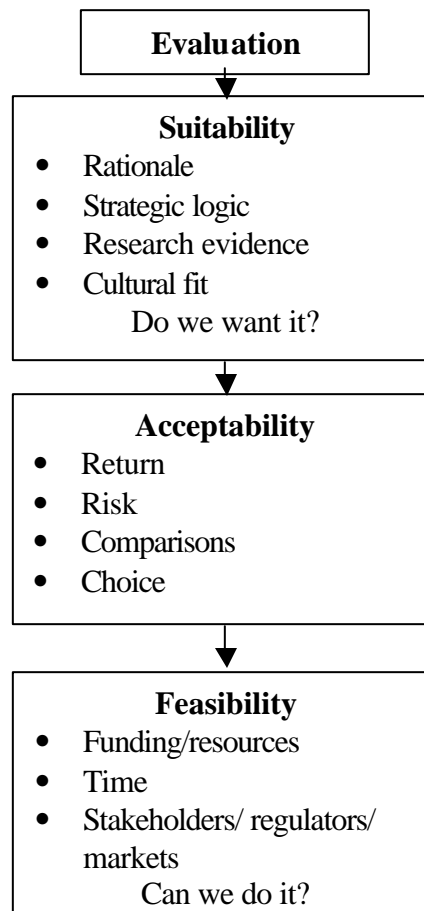 Evaluation
Suitability
• Rationale
• Strategic logic
• Research evidence
• Cultural fit
Do we want it?
Acceptability
• Return
• Risk
• Comparisons
• Choice
Feasibility
• Funding/resources
• Time
• Stakeholders/ regulators/
markets
Can we do it?